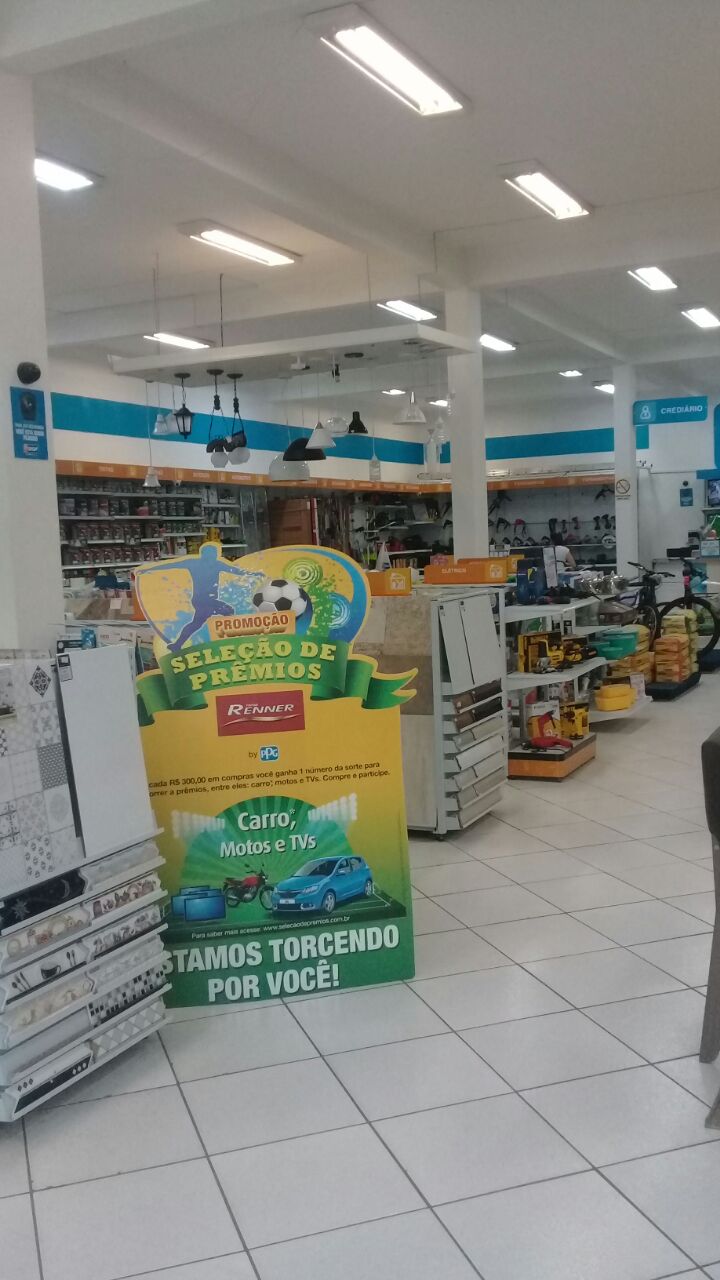 CREDIÁRIO
ELÉTRICO
PROMOÇÃO
SELEÇÃO DE
PRÊMIOS
RENNER
by PPG
cada R$ 300,00 em compras você ganha 1 número da sorte para
orrer a prêmios, entre eles: carro*, motos e TVs. Compre e participe.
Carro*,
Motos e TVs
Para saber mais acesse: www.selecaodepremios.com.br
STAMOS TORCENDO
POR VOCÊ!